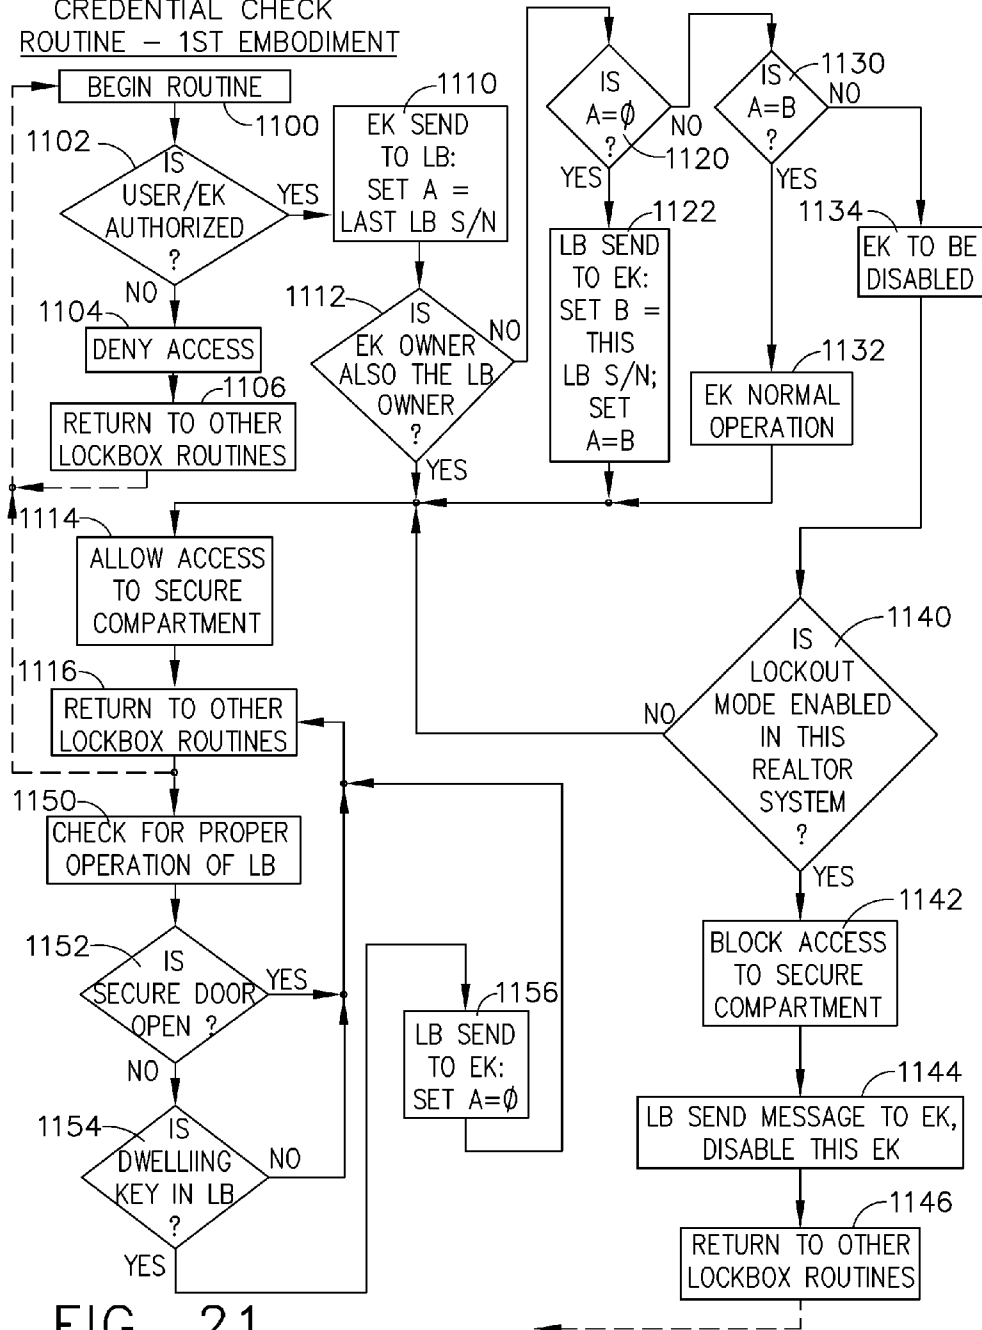 CREDENTIAL CHECK
ROUTINE – 1ST EMBODIMENT
BEGIN ROUTINE
1100
1102
IS
USER/EK
AUTHORIZED
?
YES
NO
1104
DENY ACCESS
1106
RETURN TO OTHER
LOCKBOX ROUTINES
1110
EK SEND
TO LB:
SET A =
LAST LB S/N
1112
IS
EK OWNER
ALSO THE LB
OWNER
?
NO
YES
IS
A=∅
?
1120
NO
YES
1122
LB SEND
TO EK:
SET B =
THIS
LB S/N;
SET
A=B
1130
IS
A=B
?
NO
YES
1132
EK NORMAL
OPERATION
1134
EK TO BE
DISABLED
1114
ALLOW ACCESS
TO SECURE
COMPARTMENT
1116
RETURN TO OTHER
LOCKBOX ROUTINES
1140
IS
LOCKOUT
MODE ENABLED
IN THIS
REALTOR
SYSTEM
?
NO
YES
1142
BLOCK ACCESS
TO SECURE
COMPARTMENT
1144
LB SEND MESSAGE TO EK,
DISABLE THIS EK
1146
RETURN TO OTHER
LOCKBOX ROUTINES
1150
CHECK FOR PROPER
OPERATION OF LB
1152
IS
SECURE DOOR
OPEN ?
YES
NO
1154
IS
DWELLIING
KEY IN LB
?
NO
YES
1156
LB SEND
TO EK:
SET A=∅
FIG. 21